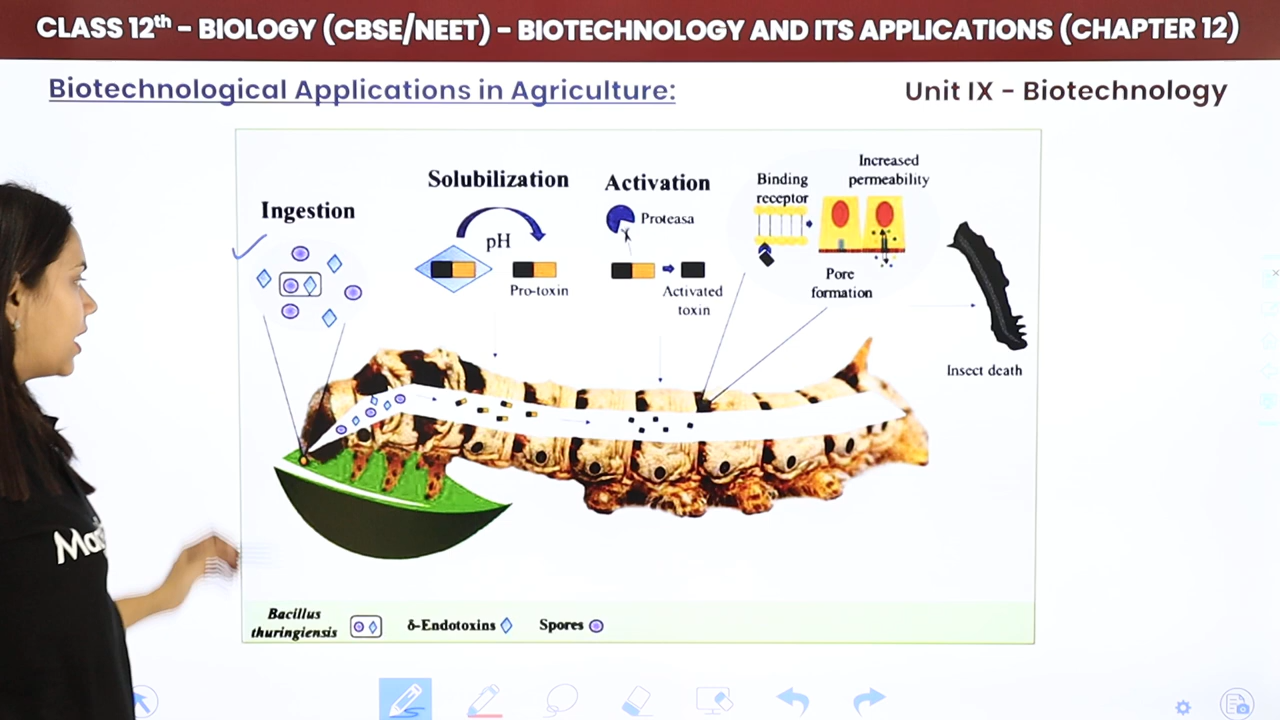 CLASS 12th – BIOLOGY (CBSE/NEET) – BIOTECHNOLOGY AND ITS APPLICATIONS (CHAPTER 12)
Biotechnological Applications in Agriculture:
Unit IX – Biotechnology
Ingestion
Solubilization
pH
Pro-toxin
Activation
Proteasa
Activated
toxin
Binding
receptor
Increased
permeability
Pore
formation
Insect death
Bacillus
thuringiensis
δ-Endotoxins
Spores